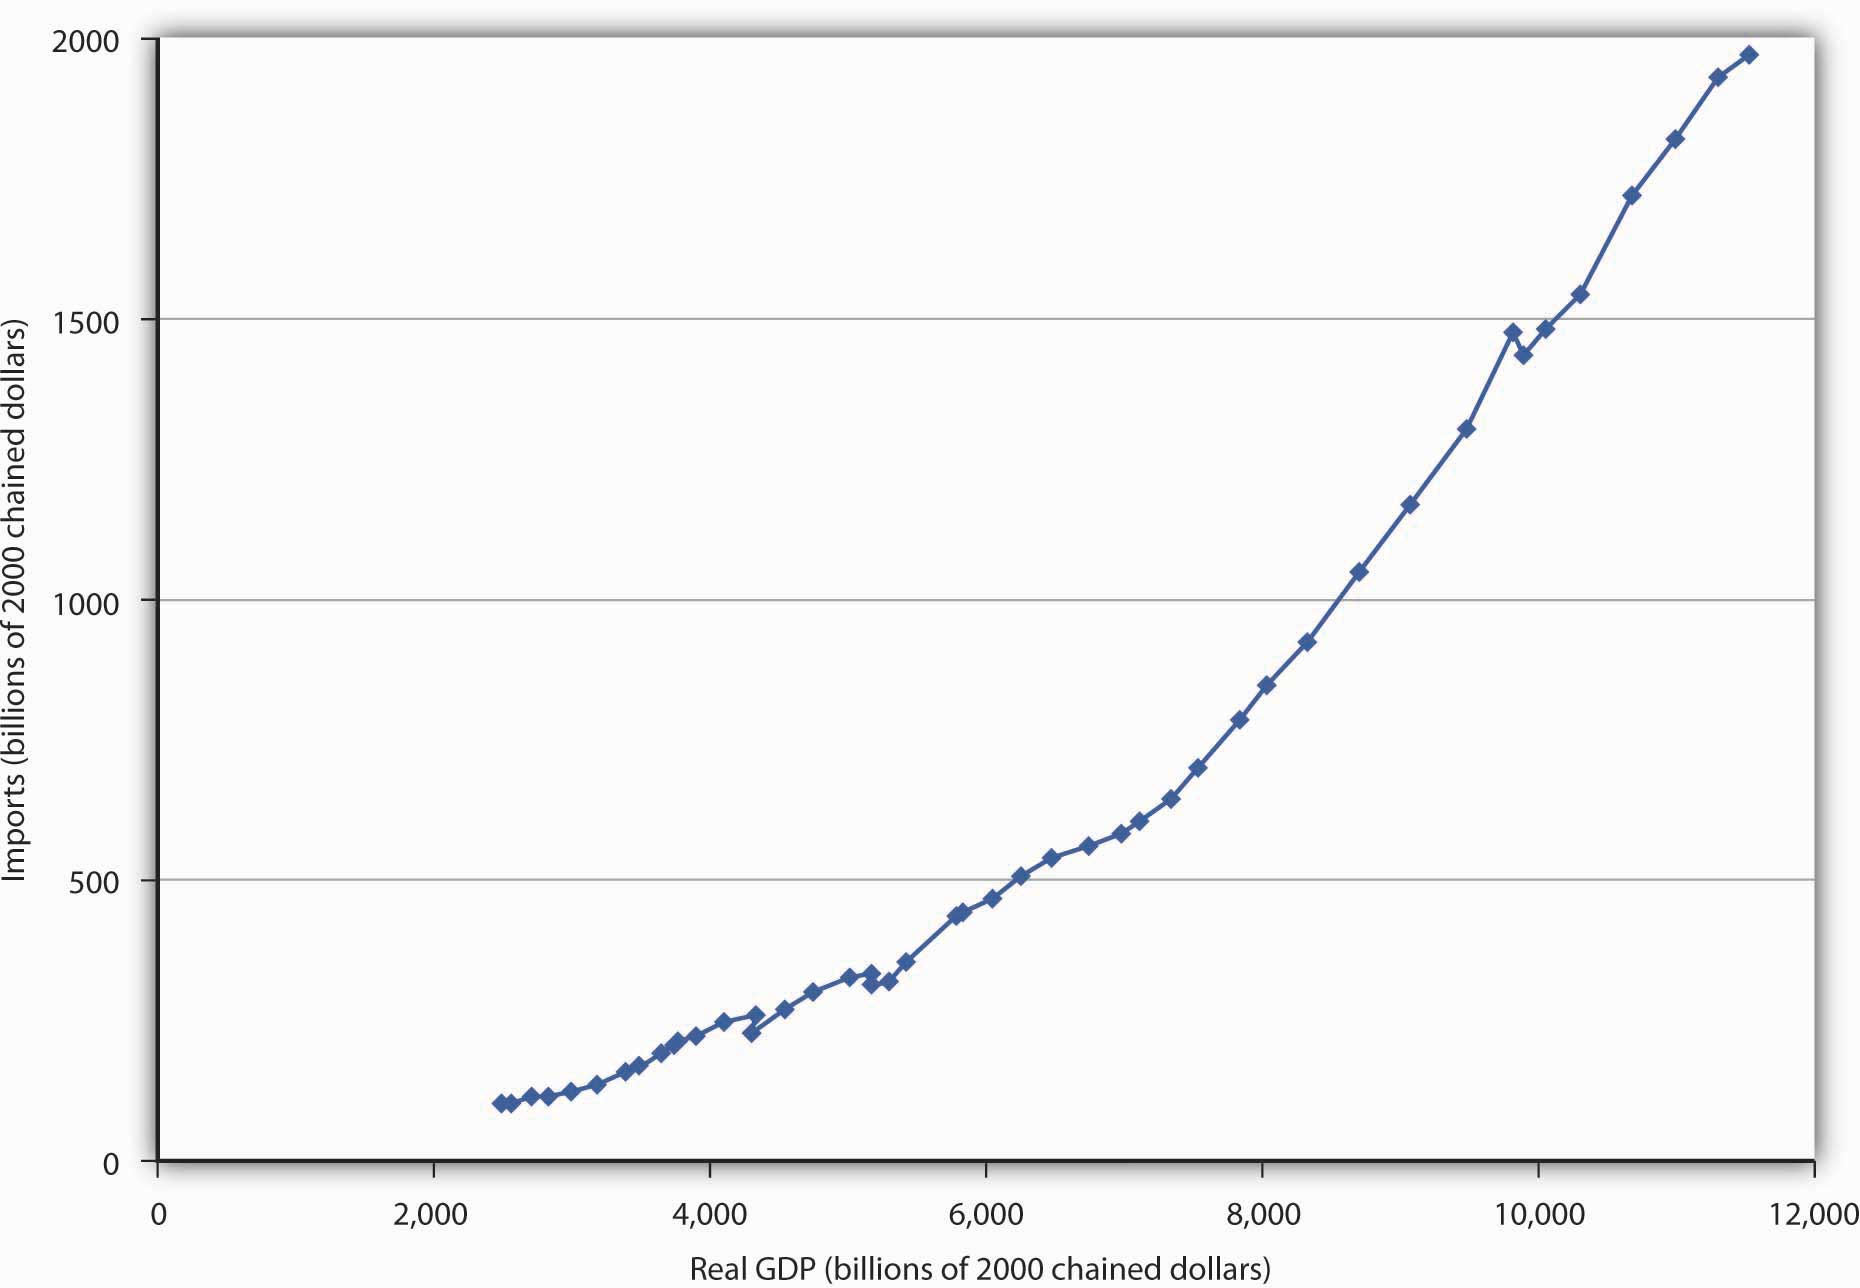 2000
1500
1000
500
0
Imports (billions of 2000 chained dollars)
0 2,000 4,000 6,000 8,000 10,000 12,000
Real GDP (billions of 2000 chained dollars)